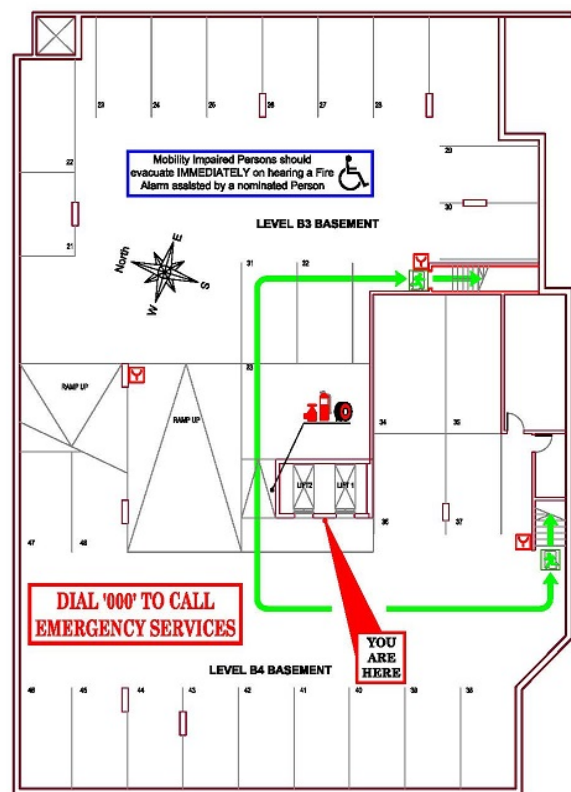 23
24
25
26
27
28
22
29
Mobility Impaired Persons should
evacuate IMMEDIATELY on hearing a Fire
Alarm assisted by a nominated Person
30
LEVEL B3 BASEMENT
21
North
E
S
W
31
32
33
RAMP UP
RAMP UP
34
35
LIFT2
LIFT 1
36
37
47
48
DIAL '000' TO CALL
EMERGENCY SERVICES
YOU
ARE
HERE
LEVEL B4 BASEMENT
46
45
44
43
42
41
40
39
38